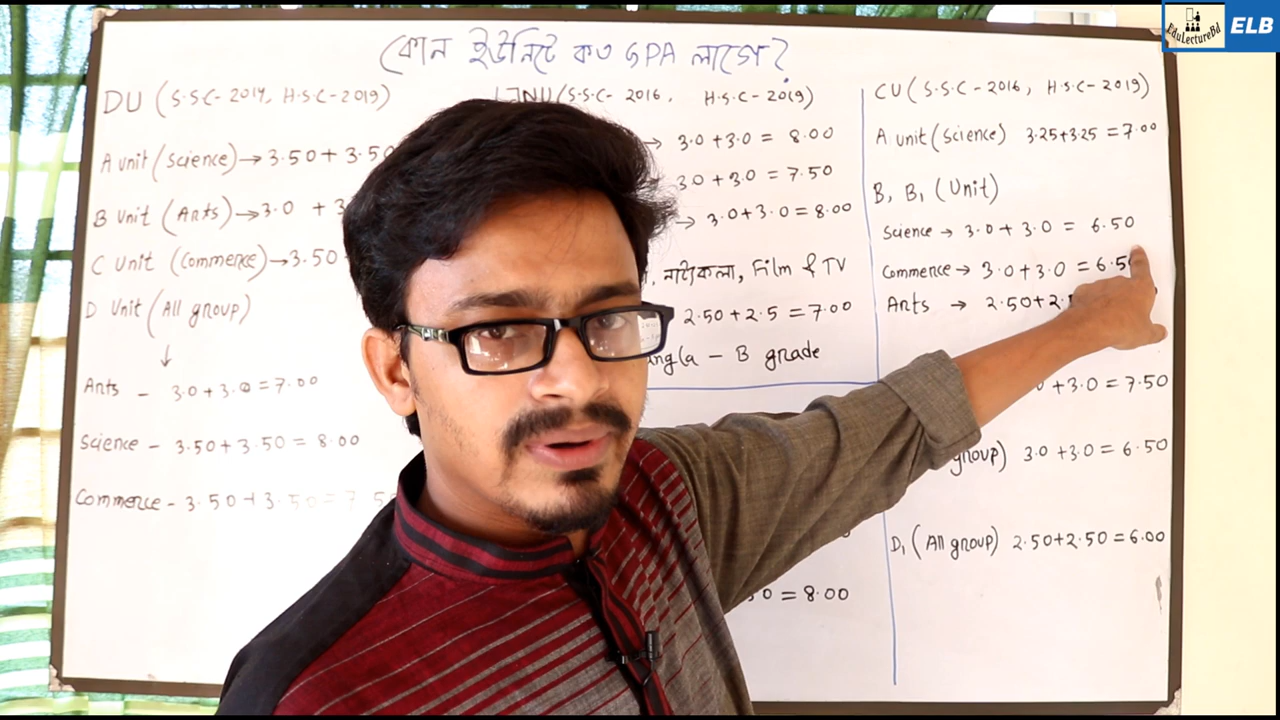 EduLectureBd ELB
কোন ইউনিটে কত GPA লাগে?
DU (S.S.C-2014, H.S.C-2019)
A unit (Science) → 3.50 + 3.50
B Unit (Arts) → 3.0 + 3
C Unit (Commerce) → 3.50
D Unit (All group)
↓
Arts - 3.0 + 3.0 = 7.00
Science - 3.50 + 3.50 = 8.00
Commerce - 3.50 + 3.50 = 7.50
(S.S.C- 2016, H.S.C-2019)
→ 3.0 + 3.0 = 8.00
3.0 + 3.0 = 7.50
→ 3.0 + 3.0 = 8.00
নাট্যকলা, Film & TV
2.50 + 2.5 = 7.00
- B grade
= 8.00
CU (S.S.C-2016, H.S.C-2019)
A unit (Science) 3.25+3.25 = 7.00
B, B1 (Unit)
Science → 3.0 + 3.0 = 6.50
Commerce → 3.0 + 3.0 = 6.5
Arts → 2.50 + 2.
+ 3.0 = 7.50
group) 3.0 + 3.0 = 6.50
D1 (All group) 2.50+2.50 = 6.00